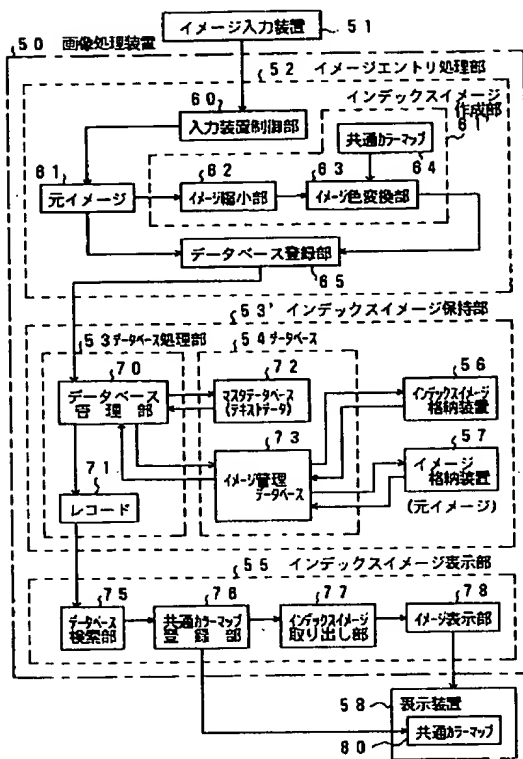 イメージ入力装置
51
50 画像処理装置
52 イメージエントリ処理部
60
入力装置制御部
インデックスイメージ
作成部
61'
共通カラーマップ
64
61
元イメージ
62
イメージ縮小部
63
イメージ色変換部
データベース登録部
65
53' インデックスイメージ保持部
53データベース処理部
54データベース
70
データベース
管理部
72
マスタデータベース
(テキストデータ)
56
インデックスイメージ
格納装置
73
イメージ管理
データベース
57
イメージ
格納装置
(元イメージ)
71
レコード
55 インデックスイメージ表示部
75
データベース
検索部
76
共通カラーマップ
登録部
77
インデックスイメージ
取り出し部
78
イメージ表示部
58
表示装置
共通カラーマップ
80